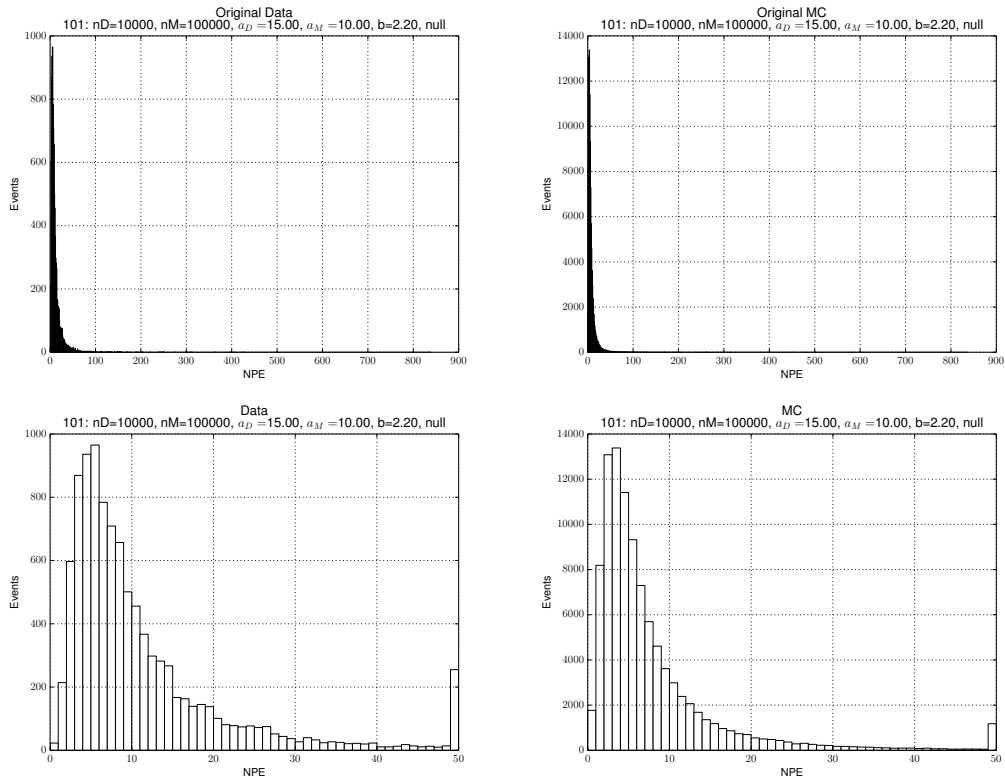 Original Data
101: nD=10000, nM=100000, a_D =15.00, a_M =10.00, b=2.20, null
1000
800
600
400
200
0
Events
0 100 200 300 400 500 600 700 800 900
NPE
Original MC
101: nD=10000, nM=100000, a_D =15.00, a_M =10.00, b=2.20, null
14000
12000
10000
8000
6000
4000
2000
0
Events
0 100 200 300 400 500 600 700 800 900
NPE
Data
101: nD=10000, nM=100000, a_D =15.00, a_M =10.00, b=2.20, null
1000
800
600
400
200
0
Events
0 10 20 30 40 50
NPE
MC
101: nD=10000, nM=100000, a_D =15.00, a_M =10.00, b=2.20, null
14000
12000
10000
8000
6000
4000
2000
0
Events
0 10 20 30 40 50
NPE